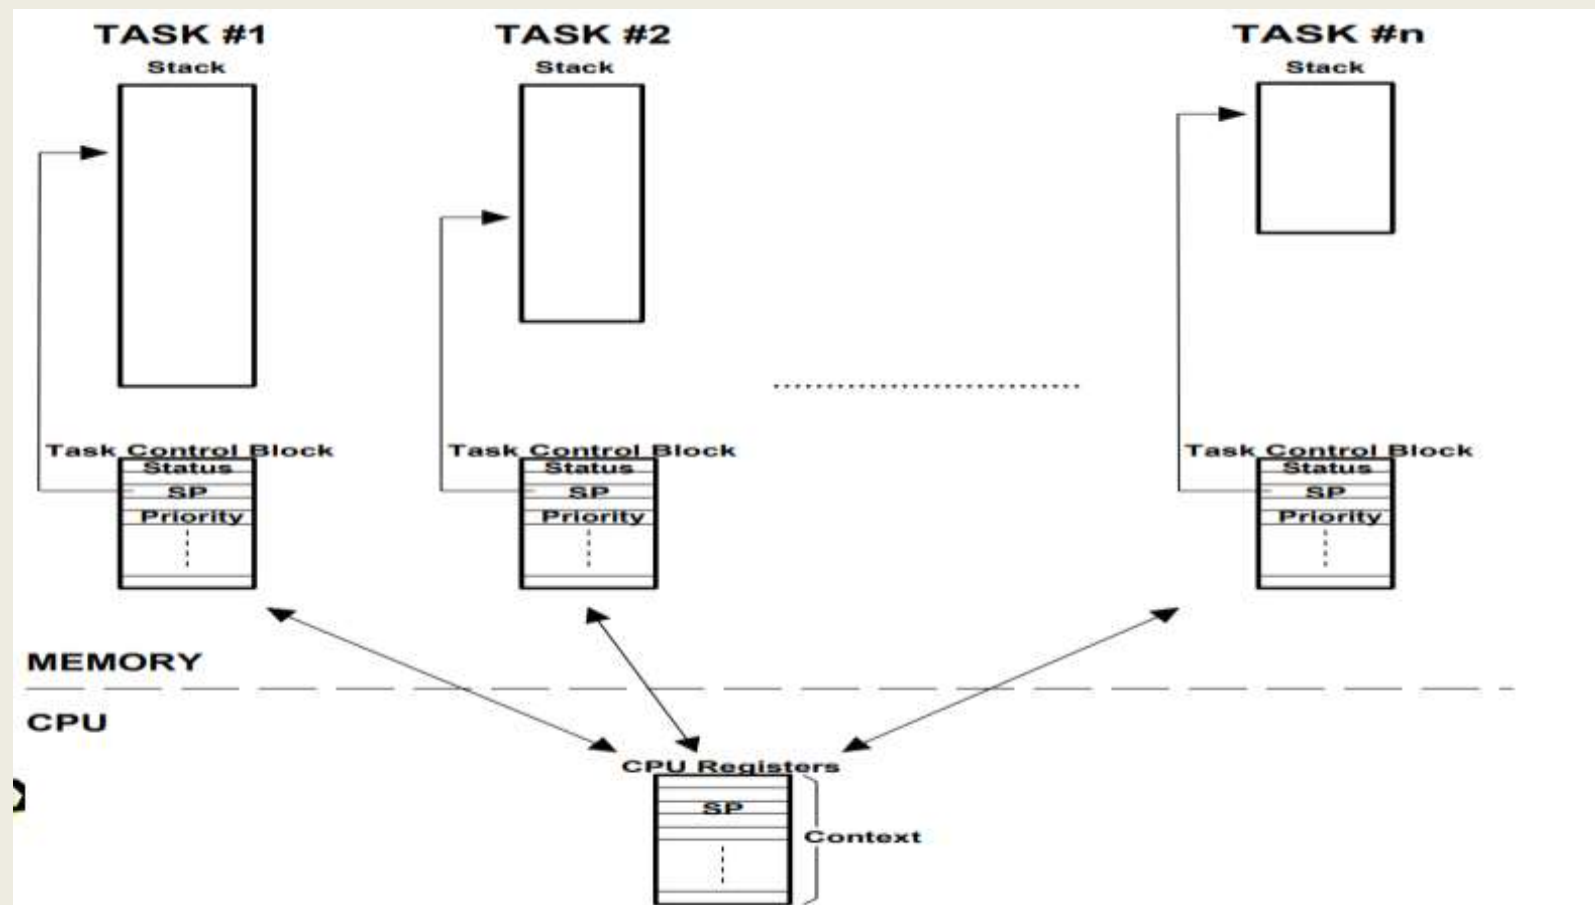 TASK #1
Stack
TASK #2
Stack
TASK #n
Stack
Task Control Block
Status
SP
Priority
Task Control Block
Status
SP
Priority
Task Control Block
Status
SP
Priority
MEMORY
CPU
CPU Registers
SP
Context